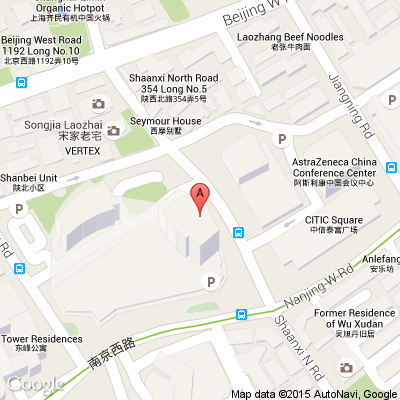 Organic Hotpot
上海齐民有机中国火锅
Beijing W R
Beijing West Road
1192 Long No.10
北京西路1192弄10号
Laozhang Beef Noodles
老张牛肉面
Shaanxi North Road
354 Long No.5
陕西北路354弄5号
Jiangning Rd
Songjia Laozhai
宋家老宅
VERTEX
Seymour House
西摩别墅
P
AstraZeneca China
Conference Center
阿斯利康中国会议中心
Shanbei Unit
陕北小区
P
A
CITIC Square
中信泰富广场
Anlefang
安乐坊
P
Nanjing W Rd
Former Residence
of Wu Xudan
吴旭丹旧居
Shaanxi N Rd
Tower Residences
东峰公寓
南京西路
P
Google
Map data ©2015 AutoNavi, Google